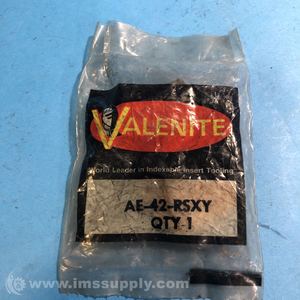 VALENITE
World Leader in Indexable Insert Tooling
AE-42-RSXY
QTY 1
© www.imssupply.com